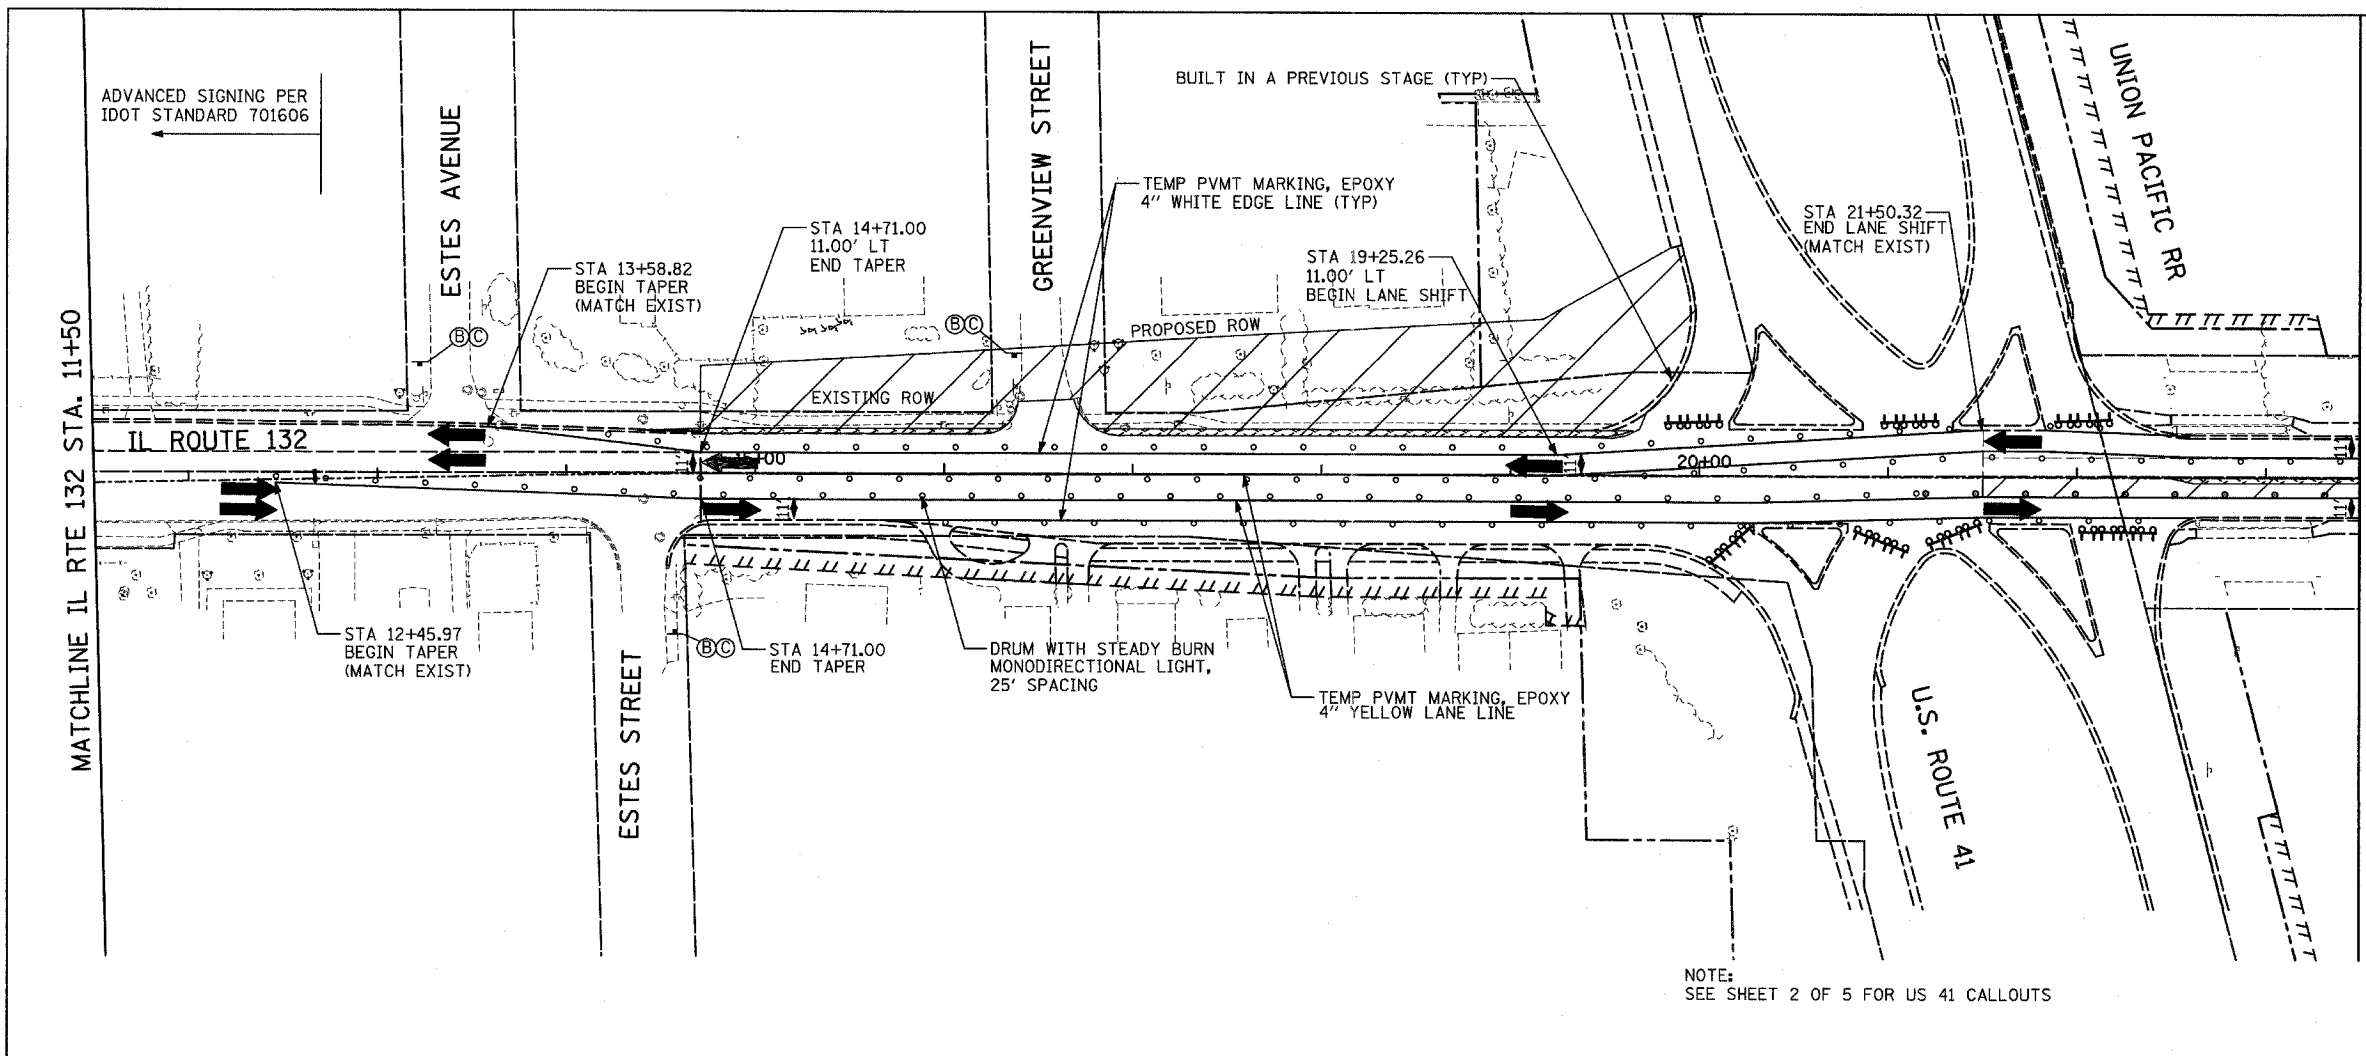 ADVANCED SIGNING PER
IDOT STANDARD 701606
ESTES AVENUE
GREENVIEW STREET
BUILT IN A PREVIOUS STAGE (TYP)
UNION PACIFIC RR
TEMP PVMT MARKING, EPOXY
4" WHITE EDGE LINE (TYP)
STA 14+71.00
11.00' LT
END TAPER
STA 13+58.82
BEGIN TAPER
(MATCH EXIST)
STA 19+25.26
11.00' LT
BEGIN LANE SHIFT
STA 21+50.32
END LANE SHIFT
(MATCH EXIST)
B C
B C
PROPOSED ROW
EXISTING ROW
MATCHLINE IL RTE 132 STA. 11+50
IL ROUTE 132
11'
20+00
11'
11'
11'
11'
STA 12+45.97
BEGIN TAPER
(MATCH EXIST)
ESTES STREET
B C
STA 14+71.00
END TAPER
DRUM WITH STEADY BURN
MONODIRECTIONAL LIGHT,
25' SPACING
TEMP PVMT MARKING, EPOXY
4" YELLOW LANE LINE
U.S. ROUTE 41
NOTE:
SEE SHEET 2 OF 5 FOR US 41 CALLOUTS